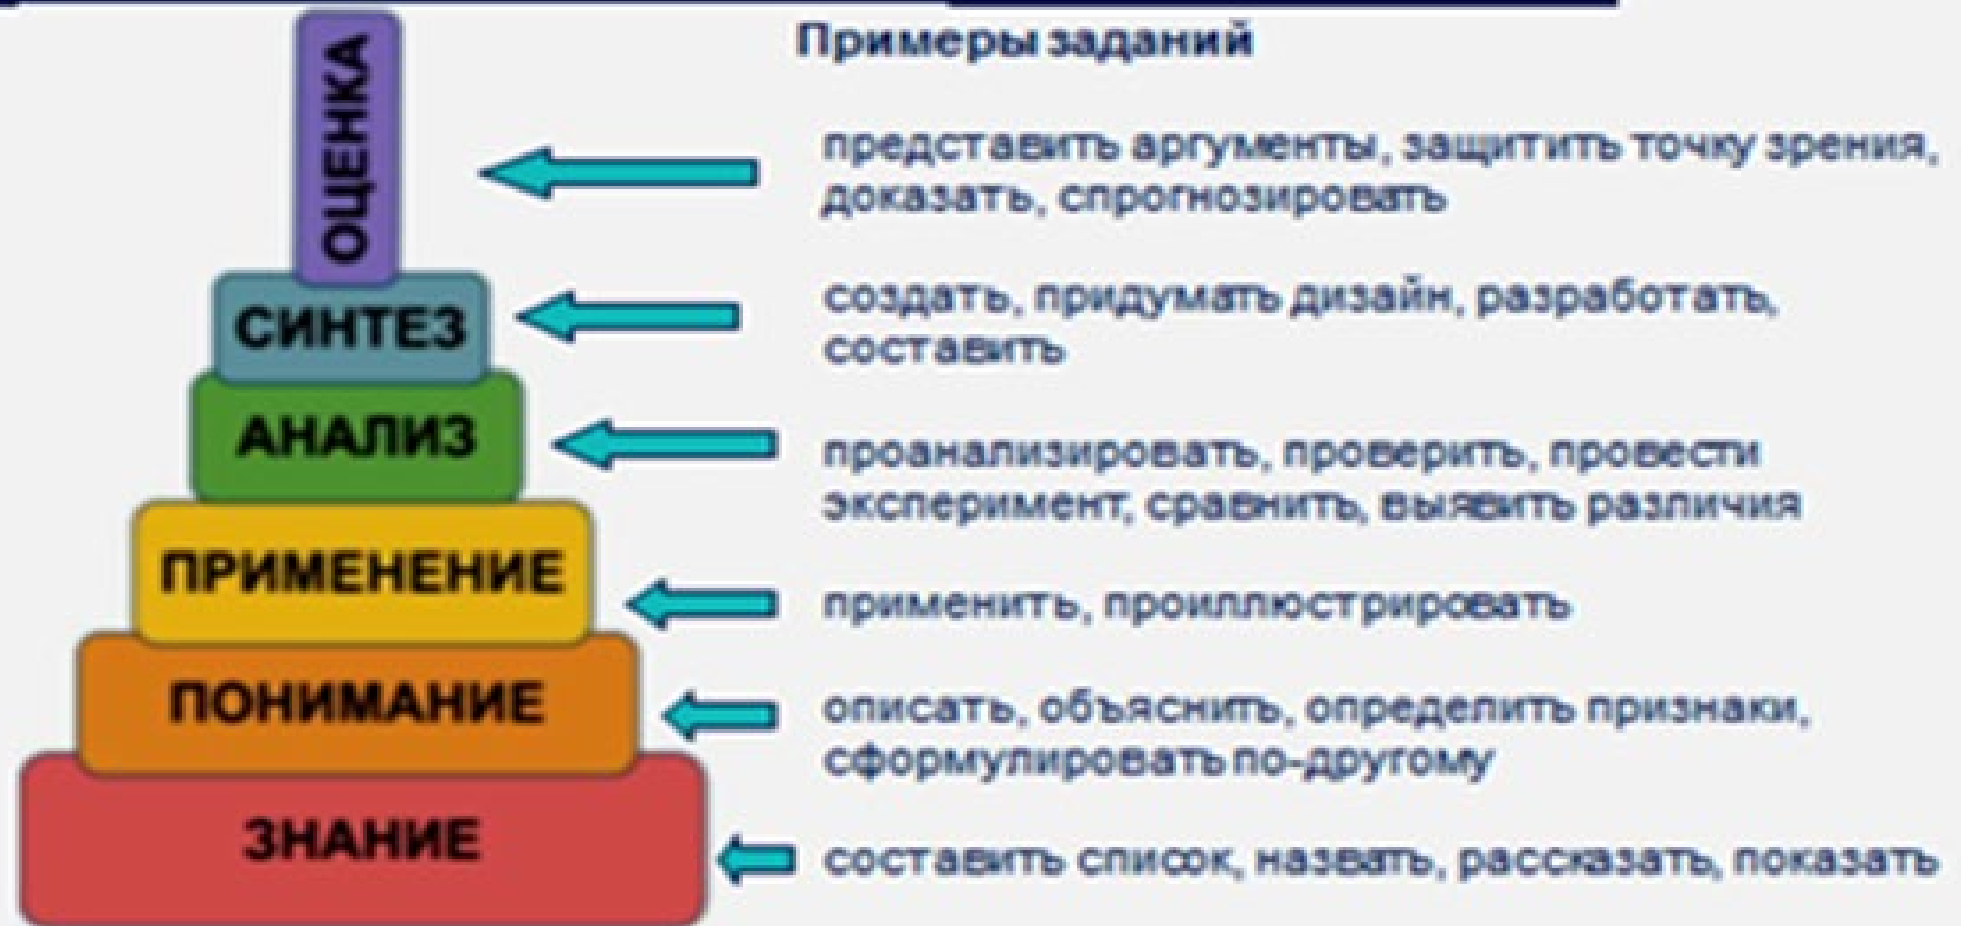 Примеры заданий
ОЦЕНКА
представить аргументы, защитить точку зрения,
доказать, спрогнозировать
СИНТЕЗ
создать, придумать дизайн, разработать,
составить
АНАЛИЗ
проанализировать, проверить, провести
эксперимент, сравнить, выявить различия
ПРИМЕНЕНИЕ
применить, проиллюстрировать
ПОНИМАНИЕ
описать, объяснить, определить признаки,
сформулировать по-другому
ЗНАНИЕ
составить список, назвать, рассказать, показать